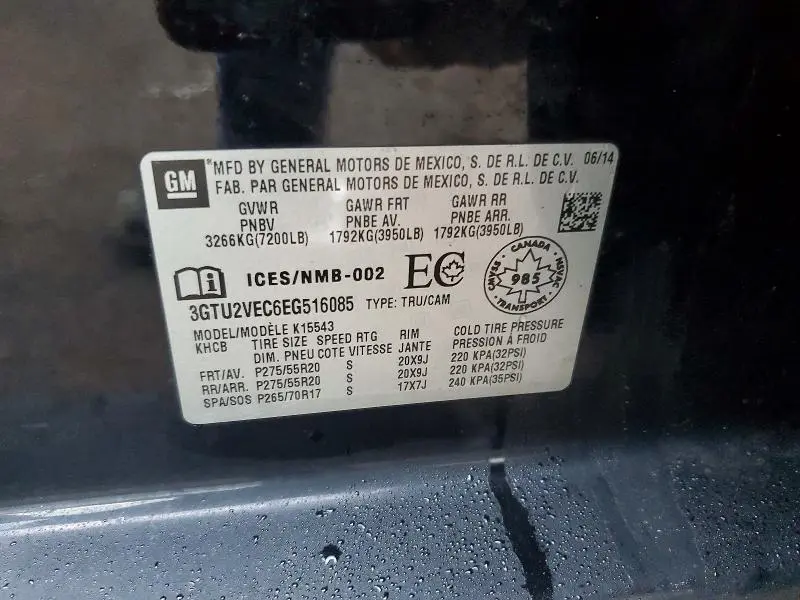 GM
MFD BY GENERAL MOTORS DE MEXICO, S. DE R.L. DE C.V. 06/14
FAB. PAR GENERAL MOTORS DE MEXICO, S. DE R.L. DE C.V.
GVWR GAWR FRT GAWR RR
PNBV PNBE AV. PNBE ARR.
3266KG(7200LB) 1792KG(3950LB) 1792KG(3950LB)
ICES/NMB-002 EC
CANADA
NSVAC
985
TRANSPORT
3GTU2VEC6EG516085 TYPE: TRU/CAM
MODEL/MODÈLE K15543
KHCB TIRE SIZE SPEED RTG RIM COLD TIRE PRESSURE
DIM. PNEU COTE VITESSE JANTE PRESSION À FROID
FRT/AV. P275/55R20 S 20X9J 220 KPA(32PSI)
RR/ARR. P275/55R20 S 20X9J 220 KPA(32PSI)
SPA/SOS P265/70R17 S 17X7J 240 KPA(35PSI)